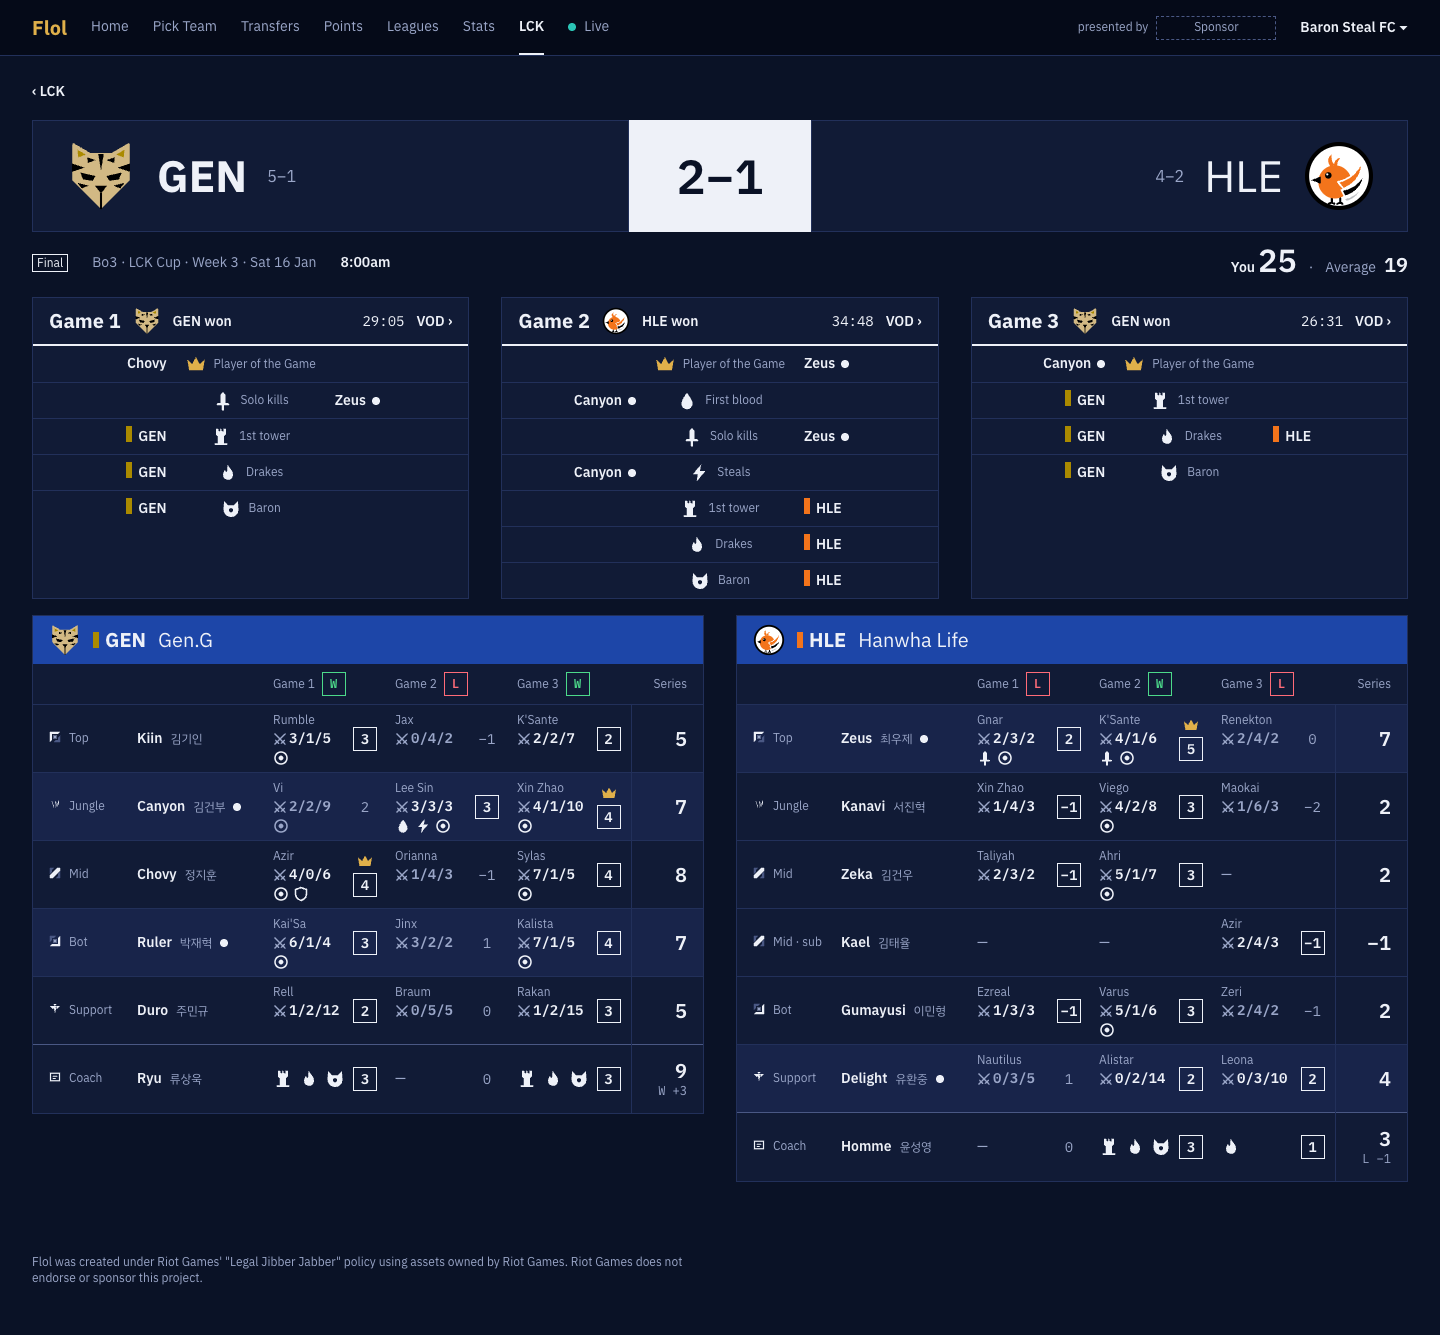 Flol Home Pick Team Transfers Points Leagues Stats LCK Live presented by Sponsor Baron Steal FC
‹ LCK
GEN 5–1 2–1 4–2 HLE
Final Bo3 · LCK Cup · Week 3 · Sat 16 Jan 8:00am You 25 · Average 19
Game 1 GEN won 29:05 VOD ›
Chovy Player of the Game
Solo kills Zeus
GEN 1st tower
GEN Drakes
GEN Baron
Game 2 HLE won 34:48 VOD ›
Player of the Game Zeus
Canyon First blood
Solo kills Zeus
Canyon Steals
1st tower HLE
Drakes HLE
Baron HLE
Game 3 GEN won 26:31 VOD ›
Canyon Player of the Game
GEN 1st tower
GEN Drakes HLE
GEN Baron
GEN Gen.G
Game 1 W Game 2 L Game 3 W Series
Rumble Jax K'Sante
Top Kiin 김기인 3/1/5 3 0/4/2 −1 2/2/7 2 5
Vi Lee Sin Xin Zhao
Jungle Canyon 김건부 2/2/9 2 3/3/3 3 4/1/10 4 7
Azir Orianna Sylas
Mid Chovy 정지훈 4/0/6 4 1/4/3 −1 7/1/5 4 8
Kai'Sa Jinx Kalista
Bot Ruler 박재혁 6/1/4 3 3/2/2 1 7/1/5 4 7
Rell Braum Rakan
Support Duro 주민규 1/2/12 2 0/5/5 0 1/2/15 3 5
Coach Ryu 류상욱 3 — 0 3 9
W +3
HLE Hanwha Life
Game 1 L Game 2 W Game 3 L Series
Gnar K'Sante Renekton
Top Zeus 최우제 2/3/2 2 4/1/6 5 2/4/2 0 7
Xin Zhao Viego Maokai
Jungle Kanavi 서진혁 1/4/3 −1 4/2/8 3 1/6/3 −2 2
Taliyah Ahri
Mid Zeka 김건우 2/3/2 −1 5/1/7 3 — 2
Azir
Mid · sub Kael 김태율 — — 2/4/3 −1 −1
Ezreal Varus Zeri
Bot Gumayusi 이민형 1/3/3 −1 5/1/6 3 2/4/2 −1 2
Nautilus Alistar Leona
Support Delight 유환중 0/3/5 1 0/2/14 2 0/3/10 2 4
Coach Homme 윤성영 — 0 3 1 3
L −1
Flol was created under Riot Games' "Legal Jibber Jabber" policy using assets owned by Riot Games. Riot Games does not
endorse or sponsor this project.